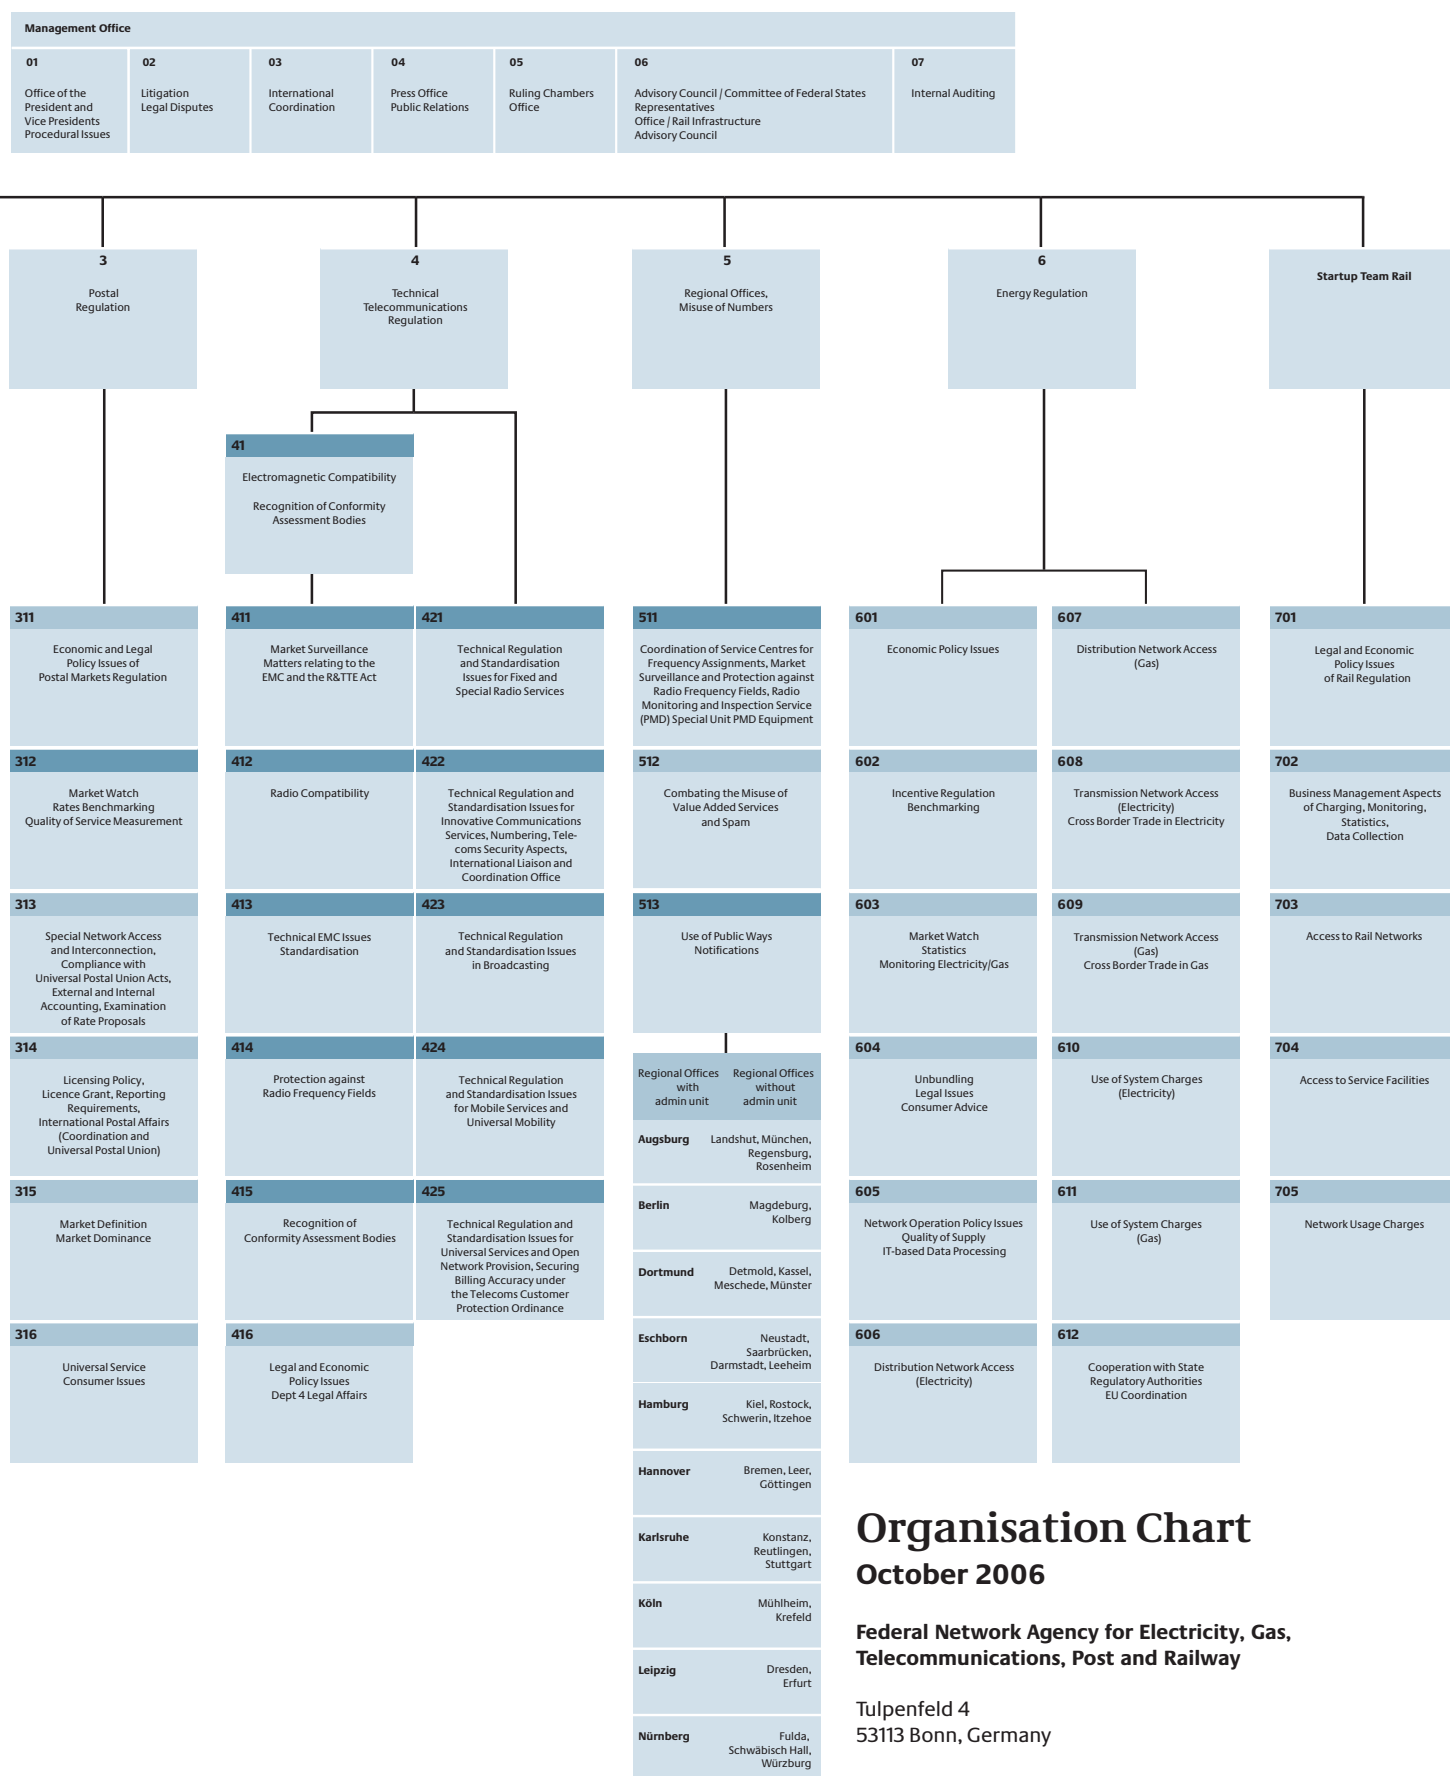 Management Office
01
Office of the
President and
Vice Presidents
Procedural Issues
02
Litigation
Legal Disputes
03
International
Coordination
04
Press Office
Public Relations
05
Ruling Chambers
Office
06
Advisory Council / Committee of Federal States
Representatives
Office / Rail Infrastructure
Advisory Council
07
Internal Auditing
3
Postal
Regulation
4
Technical
Telecommunications
Regulation
5
Regional Offices,
Misuse of Numbers
6
Energy Regulation
Startup Team Rail
41
Electromagnetic Compatibility
Recognition of Conformity
Assessment Bodies
311
Economic and Legal
Policy Issues of
Postal Markets Regulation
312
Market Watch
Rates Benchmarking
Quality of Service Measurement
313
Special Network Access
and Interconnection,
Compliance with
Universal Postal Union Acts,
External and Internal
Accounting, Examination
of Rate Proposals
314
Licensing Policy,
Licence Grant, Reporting
Requirements,
International Postal Affairs
(Coordination and
Universal Postal Union)
315
Market Definition
Market Dominance
316
Universal Service
Consumer Issues
411
Market Surveillance
Matters relating to the
EMC and the R&TTE Act
412
Radio Compatibility
413
Technical EMC Issues
Standardisation
414
Protection against
Radio Frequency Fields
415
Recognition of
Conformity Assessment Bodies
416
Legal and Economic
Policy Issues
Dept 4 Legal Affairs
421
Technical Regulation
and Standardisation
Issues for Fixed and
Special Radio Services
422
Technical Regulation and
Standardisation Issues for
Innovative Communications
Services, Numbering, Tele-
coms Security Aspects,
International Liaison and
Coordination Office
423
Technical Regulation
and Standardisation Issues
in Broadcasting
424
Technical Regulation
and Standardisation Issues
for Mobile Services and
Universal Mobility
425
Technical Regulation and
Standardisation Issues for
Universal Services and Open
Network Provision, Securing
Billing Accuracy under
the Telecoms Customer
Protection Ordinance
511
Coordination of Service Centres for
Frequency Assignments, Market
Surveillance and Protection against
Radio Frequency Fields, Radio
Monitoring and Inspection Service
(PMD) Special Unit PMD Equipment
512
Combating the Misuse of
Value Added Services
and Spam
513
Use of Public Ways
Notifications
Regional Offices
with
admin unit
Regional Offices
without
admin unit
Augsburg
Landshut, München,
Regensburg,
Rosenheim
Berlin
Magdeburg,
Kolberg
Dortmund
Detmold, Kassel,
Meschede, Münster
Eschborn
Neustadt,
Saarbrücken,
Darmstadt, Leeheim
Hamburg
Kiel, Rostock,
Schwerin, Itzehoe
Hannover
Bremen, Leer,
Göttingen
Karlsruhe
Konstanz,
Reutlingen,
Stuttgart
Köln
Mühlheim,
Krefeld
Leipzig
Dresden,
Erfurt
Nürnberg
Fulda,
Schwäbisch Hall,
Würzburg
601
Economic Policy Issues
602
Incentive Regulation
Benchmarking
603
Market Watch
Statistics
Monitoring Electricity/Gas
604
Unbundling
Legal Issues
Consumer Advice
605
Network Operation Policy Issues
Quality of Supply
IT-based Data Processing
606
Distribution Network Access
(Electricity)
607
Distribution Network Access
(Gas)
608
Transmission Network Access
(Electricity)
Cross Border Trade in Electricity
609
Transmission Network Access
(Gas)
Cross Border Trade in Gas
610
Use of System Charges
(Electricity)
611
Use of System Charges
(Gas)
612
Cooperation with State
Regulatory Authorities
EU Coordination
701
Legal and Economic
Policy Issues
of Rail Regulation
702
Business Management Aspects
of Charging, Monitoring,
Statistics,
Data Collection
703
Access to Rail Networks
704
Access to Service Facilities
705
Network Usage Charges
Organisation Chart
October 2006
Federal Network Agency for Electricity, Gas,
Telecommunications, Post and Railway
Tulpenfeld 4
53113 Bonn, Germany